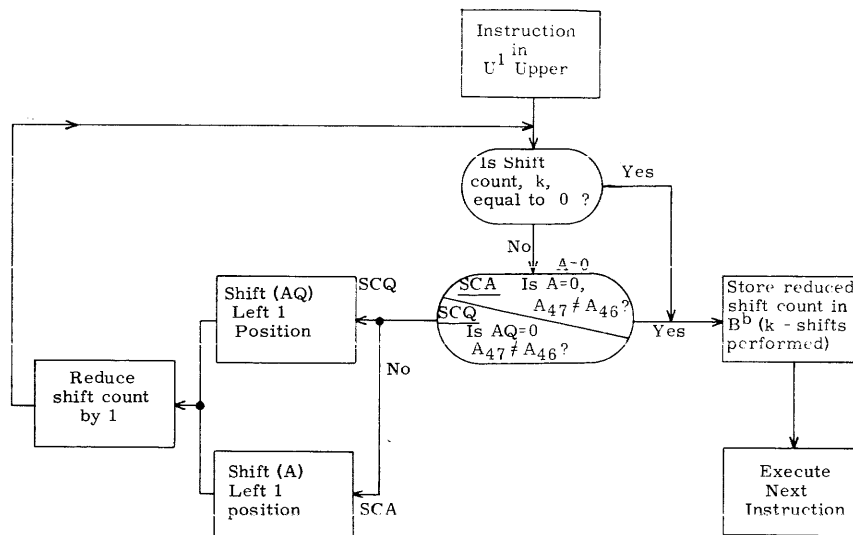 Instruction
in
U¹ Upper
Is Shift
count, k,
equal to 0 ?
Yes
No
A=0
SCA Is A=0,
A47 ≠ A46?
SCQ
Is AQ=0
A47 ≠ A46?
Yes
SCQ
No
SCA
Shift (AQ)
Left 1
Position
Reduce
shift count
by 1
Shift (A)
Left 1
position
Store reduced
shift count in
Bᵇ (k - shifts
performed)
Execute
Next
Instruction